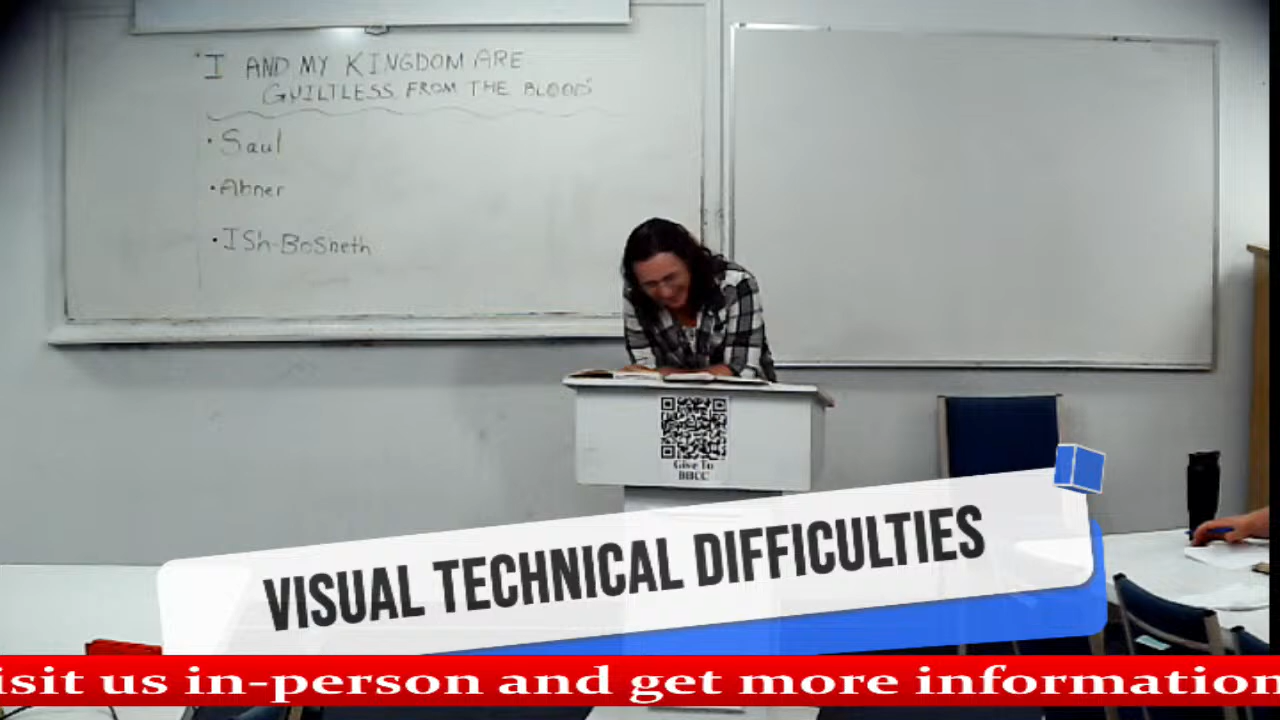 "I AND MY KINGDOM ARE
GUILTLESS FROM THE BLOOD"
• Saul
• Abner
• ISh-BoSheth
Give To
BBCC
VISUAL TECHNICAL DIFFICULTIES
isit us in-person and get more information